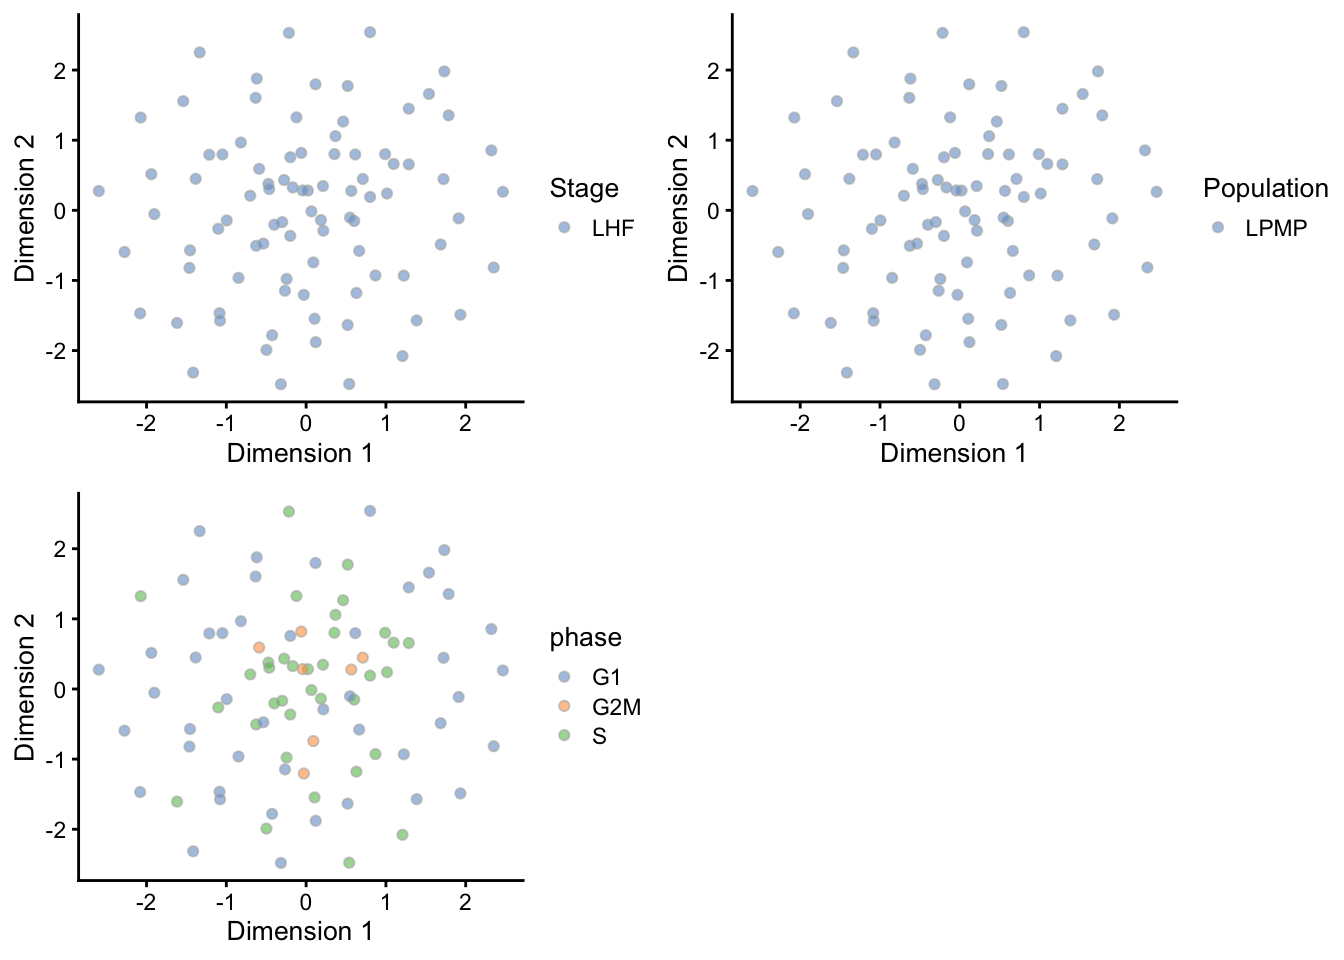 2
1
0
-1
-2
Dimension 2
-2 -1 0 1 2
Dimension 1
Stage
LHF
2
1
0
-1
-2
Dimension 2
-2 -1 0 1 2
Dimension 1
Population
LPMP
2
1
0
-1
-2
Dimension 2
-2 -1 0 1 2
Dimension 1
phase
G1
G2M
S